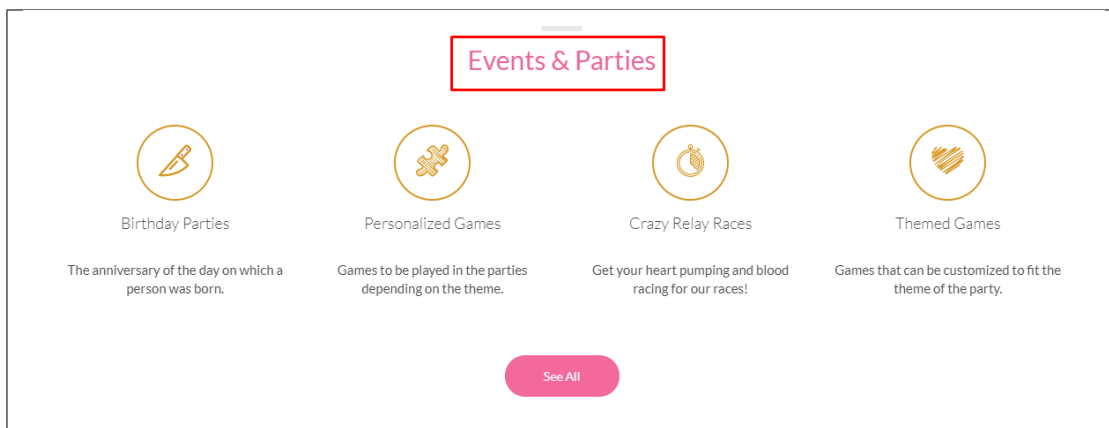 Events & Parties
Birthday Parties
The anniversary of the day on which a
person was born.
Personalized Games
Games to be played in the parties
depending on the theme.
Crazy Relay Races
Get your heart pumping and blood
racing for our races!
Themed Games
Games that can be customized to fit the
theme of the party.
See All